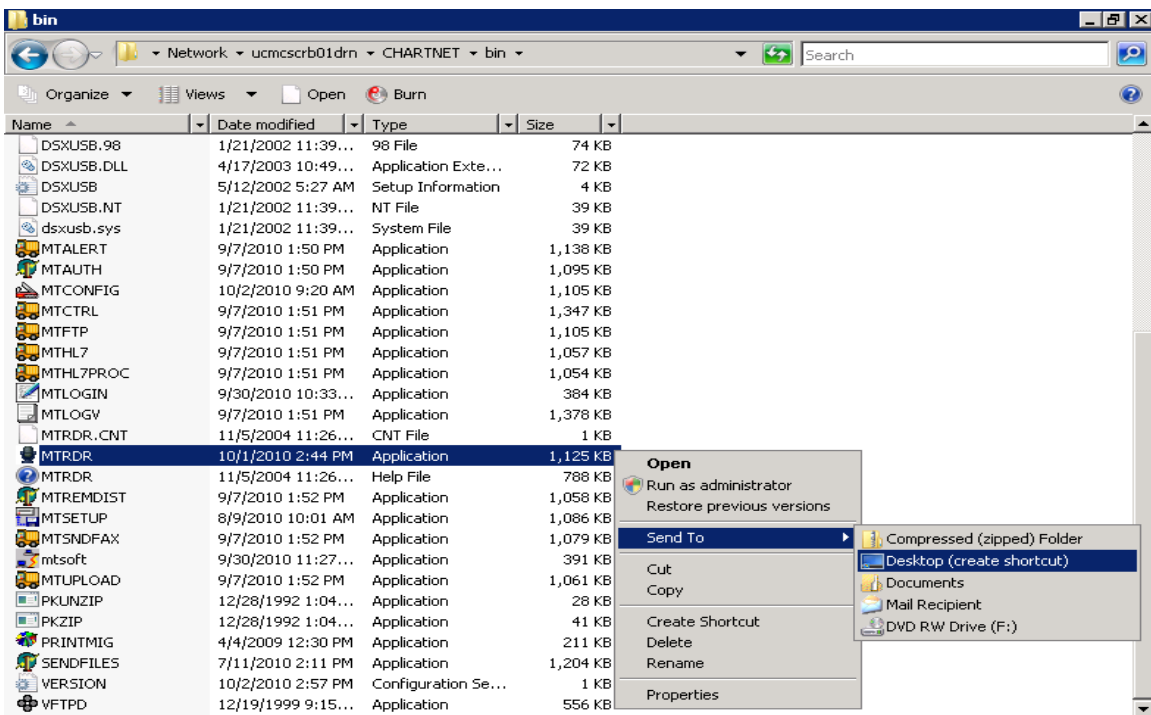 bin
Network ucmcscrb01drn CHARTNET bin Search
Organize Views Open Burn
Name Date modified Type Size
DSXUSB.98 1/21/2002 11:39... 98 File 74 KB
DSXUSB.DLL 4/17/2003 10:49... Application Exte... 72 KB
DSXUSB 5/12/2002 5:27 AM Setup Information 4 KB
DSXUSB.NT 1/21/2002 11:39... NT File 39 KB
dsxusb.sys 1/21/2002 11:39... System File 39 KB
MTALERT 9/7/2010 1:50 PM Application 1,138 KB
MTAUTH 9/7/2010 1:50 PM Application 1,095 KB
MTCONFIG 10/2/2010 9:20 AM Application 1,105 KB
MTCTRL 9/7/2010 1:51 PM Application 1,347 KB
MTFTP 9/7/2010 1:51 PM Application 1,105 KB
MTHL7 9/7/2010 1:51 PM Application 1,057 KB
MTHL7PROC 9/7/2010 1:51 PM Application 1,054 KB
MTLOGIN 9/30/2010 10:33... Application 384 KB
MTLOGV 9/7/2010 1:51 PM Application 1,378 KB
MTRDR.CNT 11/5/2004 11:26... CNT File 1 KB
MTRDR 10/1/2010 2:44 PM Application 1,125 KB
MTRDR 11/5/2004 11:26... Help File 788 KB
MTREMDIST 9/7/2010 1:52 PM Application 1,058 KB
MTSETUP 8/9/2010 10:01 AM Application 1,086 KB
MTSNDFAX 9/7/2010 1:52 PM Application 1,079 KB
mtsoft 9/30/2010 11:27... Application 391 KB
MTUPLOAD 9/7/2010 1:52 PM Application 1,061 KB
PKUNZIP 12/28/1992 1:04... Application 28 KB
PKZIP 12/28/1992 1:04... Application 41 KB
PRINTMIG 4/4/2009 12:30 PM Application 211 KB
SENDFILES 7/11/2010 2:11 PM Application 1,204 KB
VERSION 10/2/2010 2:57 PM Configuration Se... 1 KB
VFTPD 12/19/1999 9:15... Application 556 KB
Open
Run as administrator
Restore previous versions
Send To
Cut
Copy
Create Shortcut
Delete
Rename
Properties
Compressed (zipped) Folder
Desktop (create shortcut)
Documents
Mail Recipient
DVD RW Drive (F:)